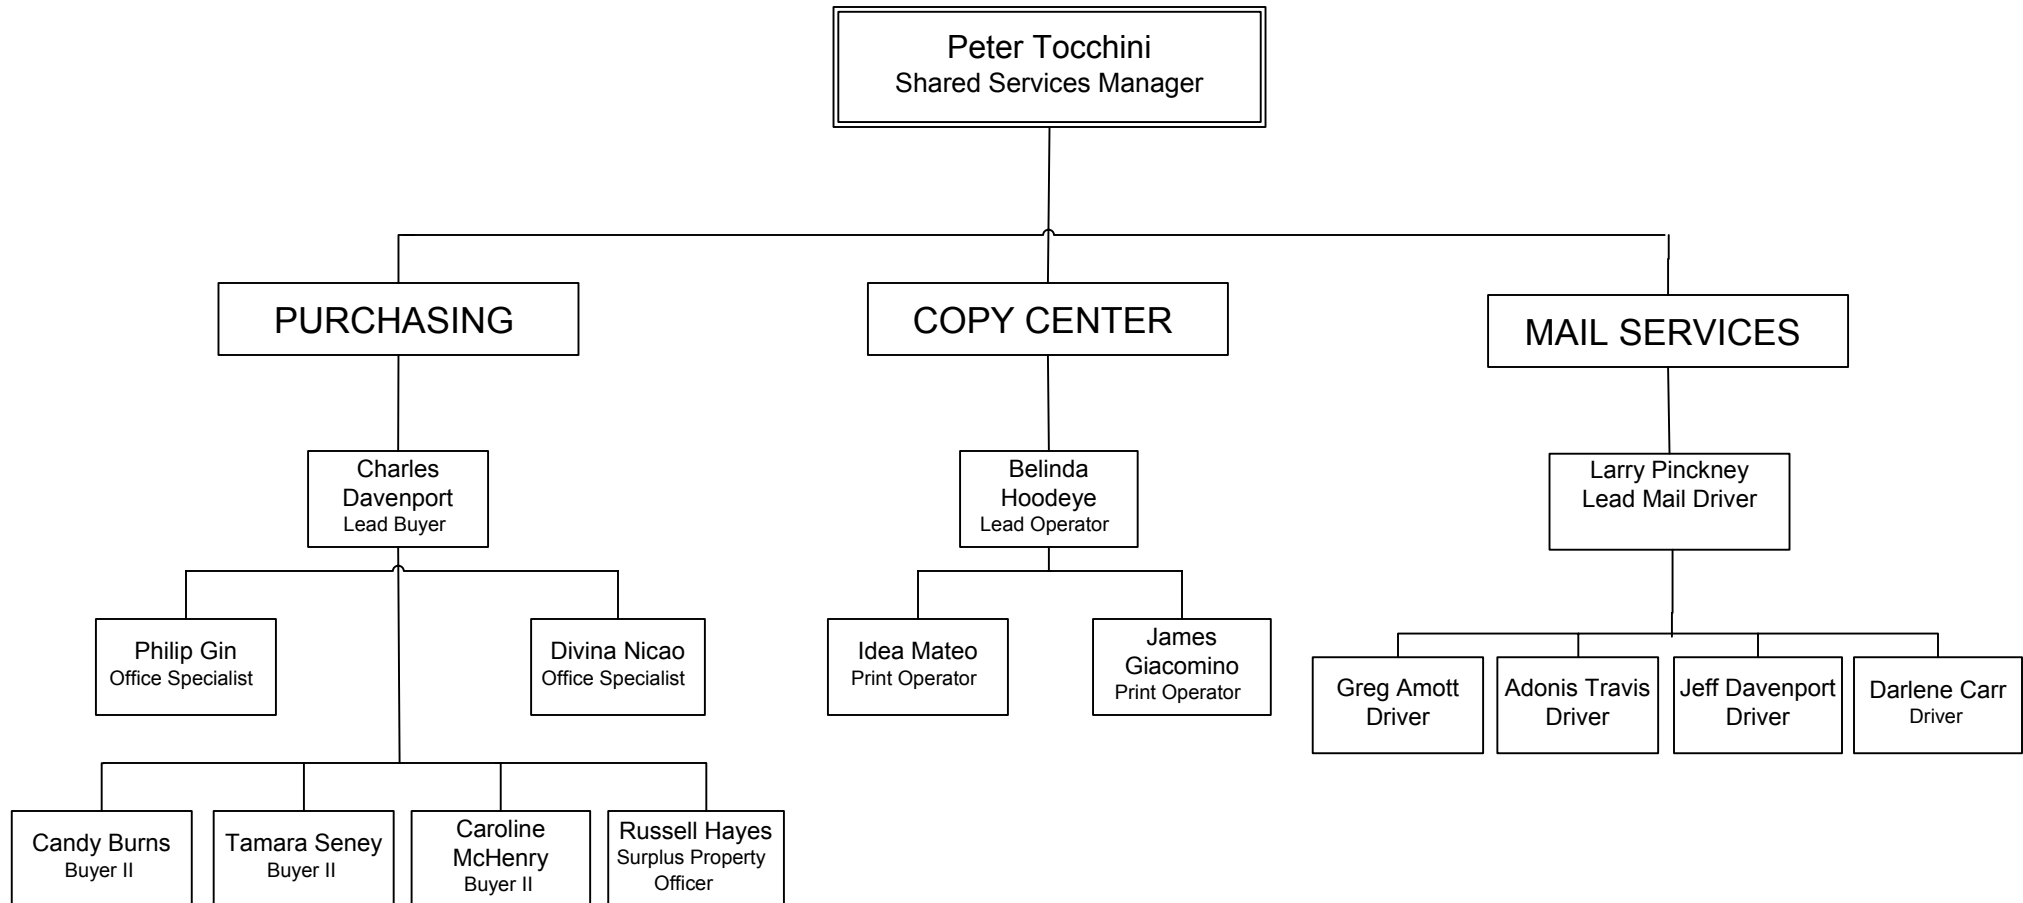 Peter Tocchini
Shared Services Manager
PURCHASING
COPY CENTER
MAIL SERVICES
Charles
Davenport
Lead Buyer
Belinda
Hoodeye
Lead Operator
Larry Pinckney
Lead Mail Driver
Philip Gin
Office Specialist
Divina Nicao
Office Specialist
Idea Mateo
Print Operator
James
Giacomino
Print Operator
Greg Amott
Driver
Adonis Travis
Driver
Jeff Davenport
Driver
Darlene Carr
Driver
Candy Burns
Buyer II
Tamara Seney
Buyer II
Caroline
McHenry
Buyer II
Russell Hayes
Surplus Property
Officer